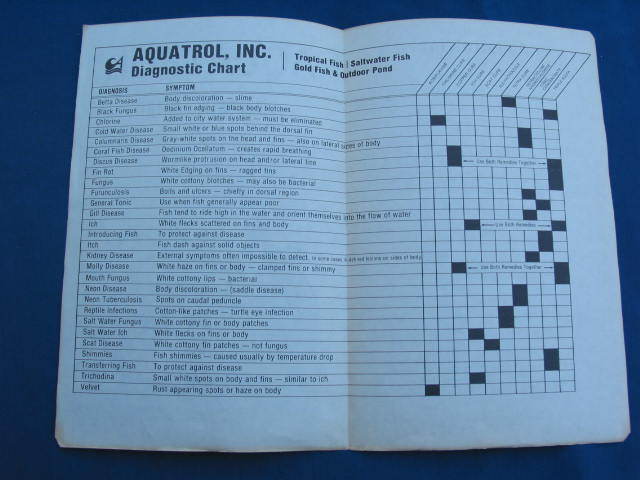 AQUATROL, INC.
Diagnostic Chart
Tropical Fish | Saltwater Fish
Gold Fish & Outdoor Pond
DIAGNOSIS SYMPTOM
Betta Disease Body discoloration — slime
Black Fungus Black fin edging — black body blotches
Chlorine Added to city water system — must be eliminated
Cold Water Disease Small white or blue spots behind the dorsal fin
Columnaris Disease Gray-white spots on the head and fins — also on lateral sides of body
Coral Fish Disease Oodinium Ocellatum — creates rapid breathing
Discus Disease Wormlike protrusion on head and/or lateral line Use Both Remedies Together
Fin Rot White Edging on fins — ragged fins
Fungus White cottony blotches — may also be bacterial
Furunculosis Boils and ulcers — chiefly in dorsal region
General Tonic Use when fish generally appear poor
Gill Disease Fish tend to ride high in the water and orient themselves into the flow of water
Ich White flecks scattered on fins and body Use Both Remedies
Introducing Fish To protect against disease
Itch Fish dash against solid objects
Kidney Disease External symptoms often impossible to detect. In some cases on sides of body
Molly Disease White haze on fins or body — clamped fins or shimmy Use Both Remedies Together
Mouth Fungus White cottony lips — bacterial
Neon Disease Body discoloration — (saddle disease)
Neon Tuberculosis Spots on caudal peduncle
Reptile Infections Cotton-like patches — turtle eye infection
Salt Water Fungus White cottony fin or body patches
Salt Water Ich White flecks on fins or body
Scat Disease White cottony fin patches — not fungus
Shimmies Fish shimmies — caused usually by temperature drop
Transferring Fish To protect against disease
Trichodina Small white spots on body and fins — similar to ich
Velvet Rust appearing spots or haze on body